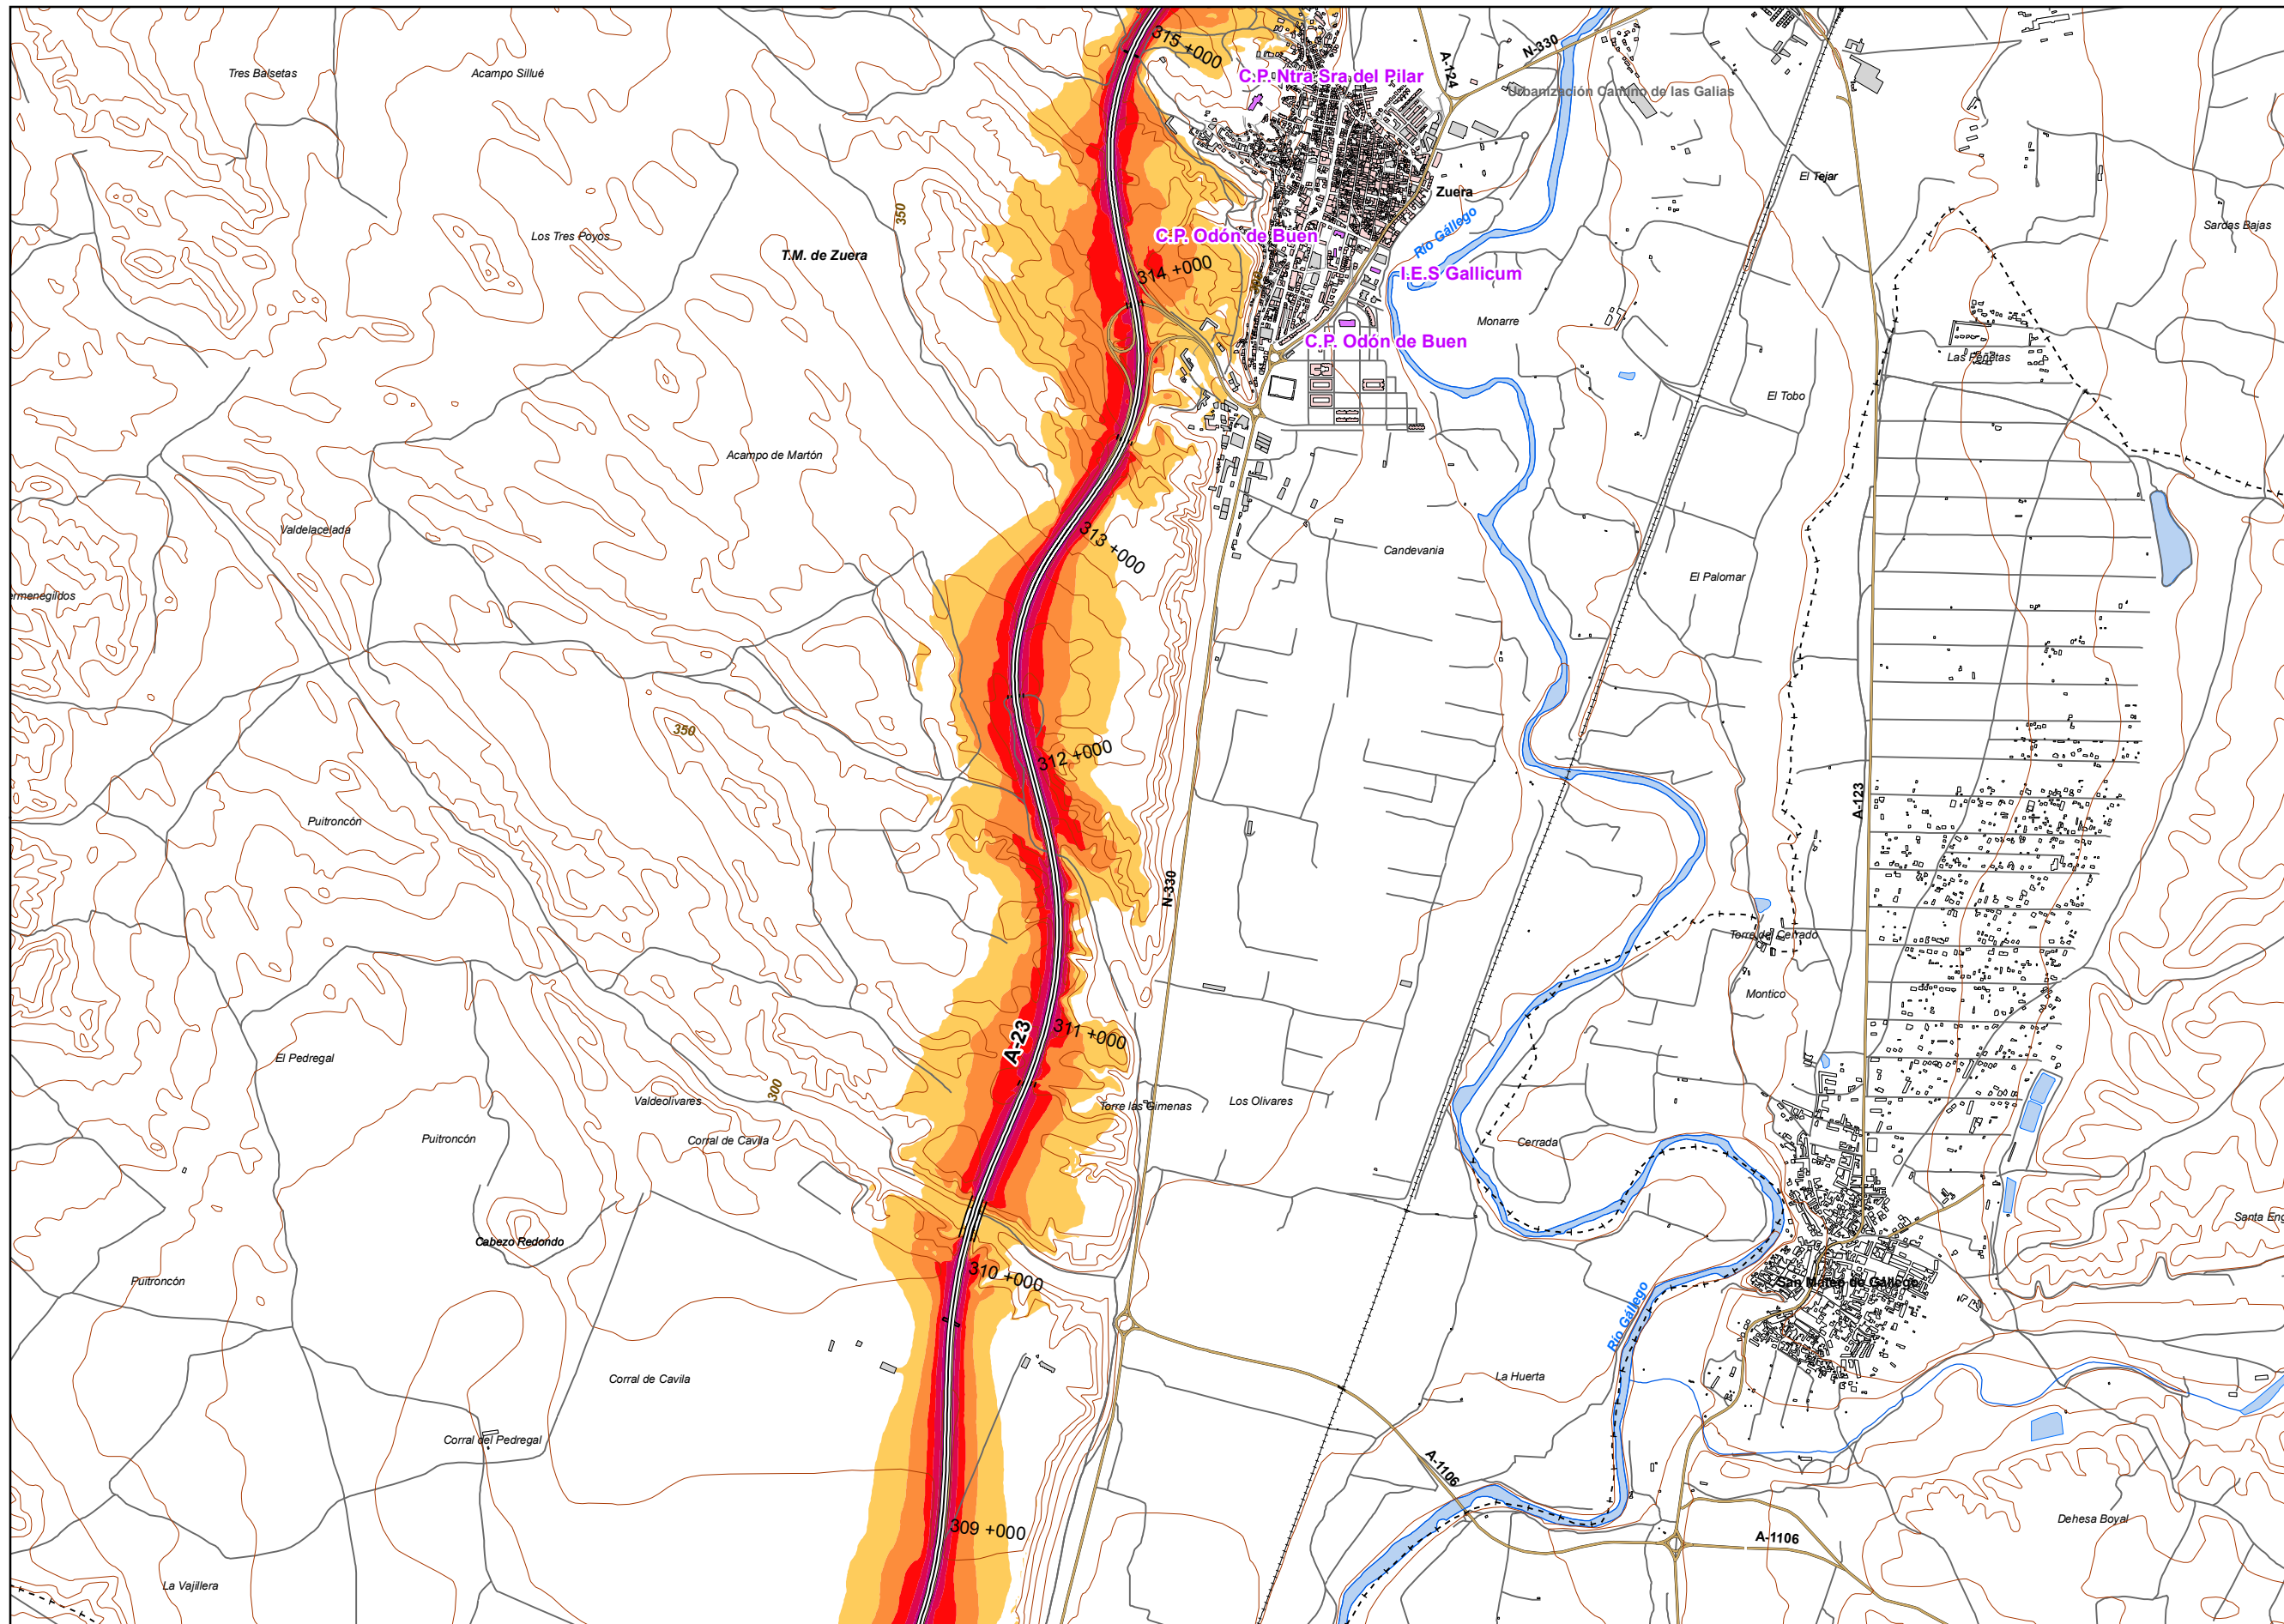 315 +000
N-330
Tres Balsetas
Acampo Sillué
C.P. Ntra Sra del Pilar
A-124
Urbanización Camino de las Galias
El Tejar
Zuera
350
Los Tres Poyos
T.M. de Zuera
C.P. Odón de Buen
Río Gállego
Sardas Bajas
314 +000
I.E.S Gallicum
Monarre
C.P. Odón de Buen
Las Peñetas
El Tobo
Acampo de Martón
Valdelacelada
313 +000
Candevania
El Palomar
ermenegildos
350
312 +000
A-123
Puitroncón
N-330
Torre de Cerrado
Montico
A-23
311 +000
El Pedregal
300
Valdeolivares
Torre las Gimenas
Los Olivares
Puitroncón
Corral de Cavila
Cerrada
Santa Eng
Cabezo Redondo
310 +000
Puitroncón
San Mateo de Gállego
Río Gállego
Corral de Cavila
La Huerta
Corral del Pedregal
A-1106
309 +000
A-1106
Dehesa Boyal
La Vajillera